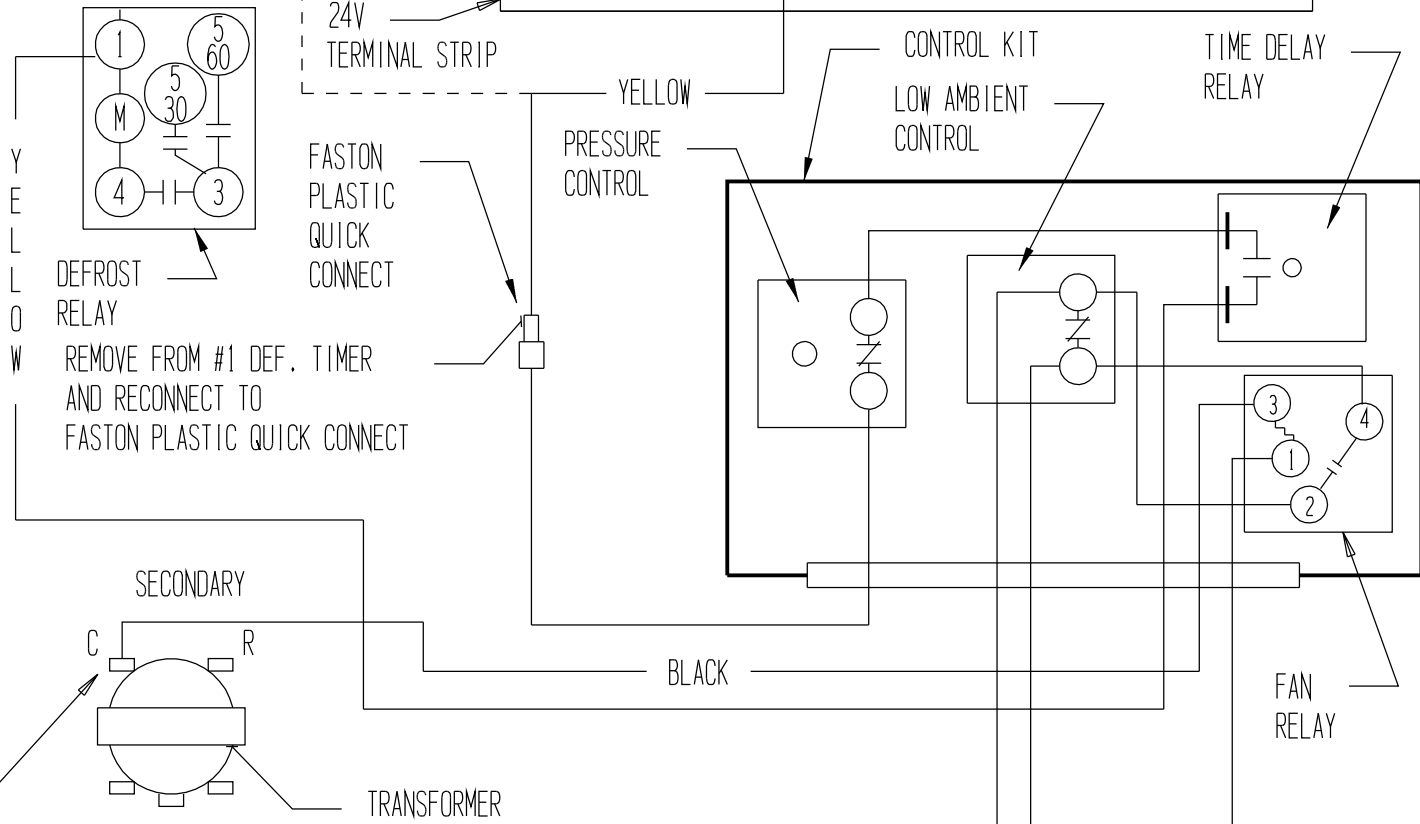 24V
TERMINAL STRIP
CONTROL KIT
TIME DELAY
RELAY
1
5
60
5
30
M
4
3
YELLOW
LOW AMBIENT
CONTROL
FASTON
PLASTIC
QUICK
CONNECT
PRESSURE
CONTROL
Y
E
L
L
O
W
DEFROST
RELAY
REMOVE FROM #1 DEF. TIMER
AND RECONNECT TO
FASTON PLASTIC QUICK CONNECT
3
4
1
2
SECONDARY
C
R
BLACK
FAN
RELAY
TRANSFORMER